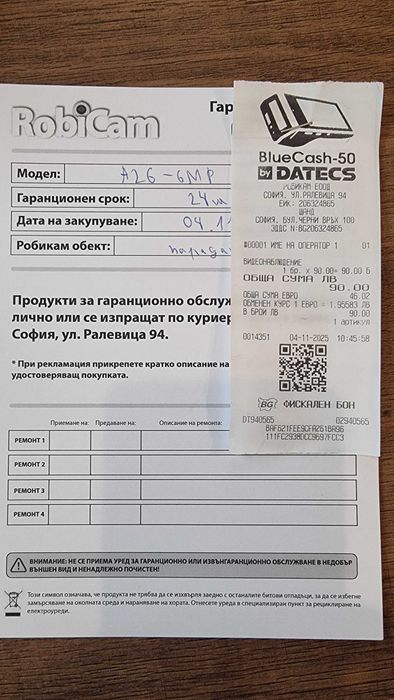 RobiCam
Гар
Модел: A26-6MP
Гаранционен срок: 24 м
Дата на закупуване: 04.11
Робикам обект:
Продукти за гаранционно обслуж
лично или се изпращат по куриер
София, ул. Ралевица 94.
* При рекламация прикрепете кратко описание на
удостоверяващ покупката.
Приемане на: Предаване на: Описание на ремонта:
РЕМОНТ 1
РЕМОНТ 2
РЕМОНТ 3
РЕМОНТ 4
ВНИМАНИЕ: НЕ СЕ ПРИЕМА УРЕД ЗА ГАРАНЦИОННО ИЛИ ИЗВЪНГАРАНЦИОННО ОБСЛУЖВАНЕ В НЕДОБЪР
ВЪНШЕН ВИД И НЕНАДЛЕЖНО ПОЧИСТЕН!
Този символ означава, че продукта не трябва да се изхвърля заедно с останалите битови отпадъци, за да се избегне
замърсяване на околната среда и нараняване на хората. Отнесете уреда в специализиран пункт за рециклиране на
електроуреди.
BlueCash-50
by DATECS
РОБИКАМ ЕООД
СОФИЯ, УЛ.РАЛЕВИЦА 94
ЕИК: 206324865
СОФИЯ, БУЛ.ЧЕРНИ ВРЪХ 100
ЗДДС N:BG206324865
#00001 ИМЕ НА ОПЕРАТОР 1 01
ВИДЕОНАБЛЮДЕНИЕ
1 бр. x 90.00= 90.00 Б
ОБЩА СУМА ЛВ
90.00
ОБЩА СУМА ЕВРО 46.02
ОБМЕНЕН КУРС 1 ЕВРО = 1.95583 ЛВ
В БРОЙ ЛВ 90.00
1 артикул
0014351 04-11-2025 10:45:58
BG ФИСКАЛЕН БОН
DT940565 02940565